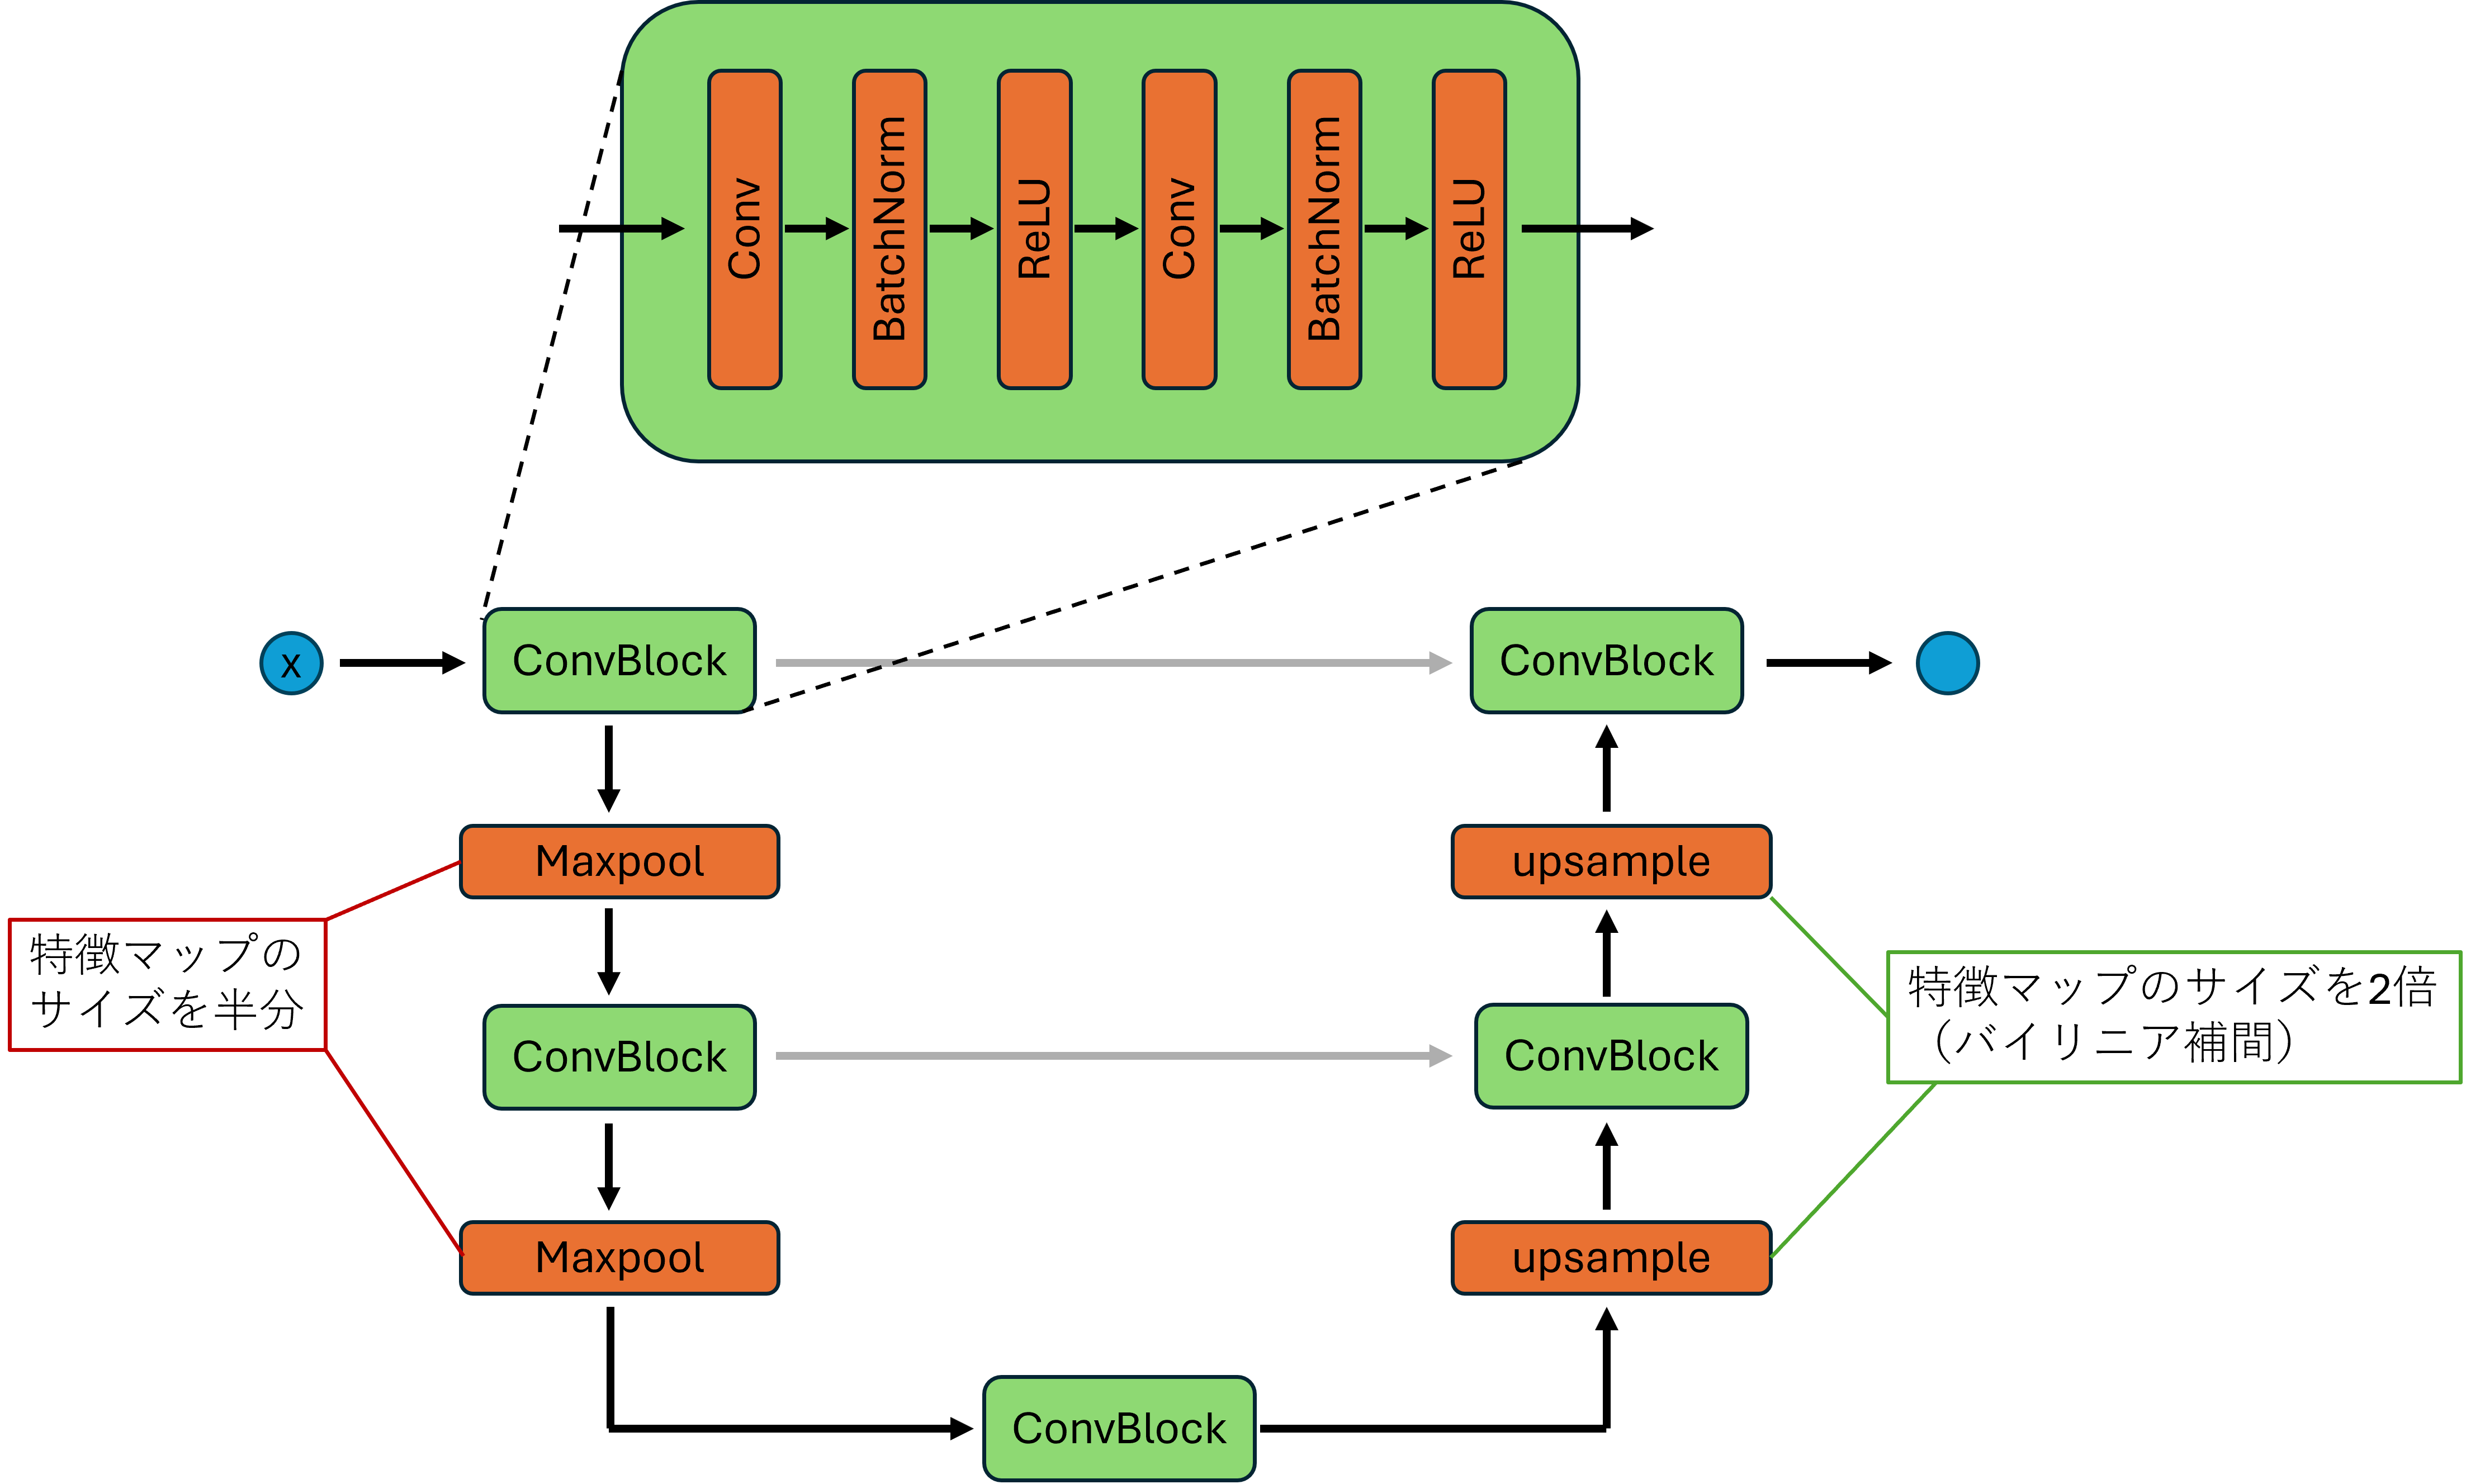 Conv
BatchNorm
ReLU
Conv
BatchNorm
ReLU
x
ConvBlock
ConvBlock
Maxpool
upsample
特徴マップの
サイズを半分
特徴マップのサイズを2倍
（バイリニア補間）
ConvBlock
ConvBlock
Maxpool
upsample
ConvBlock